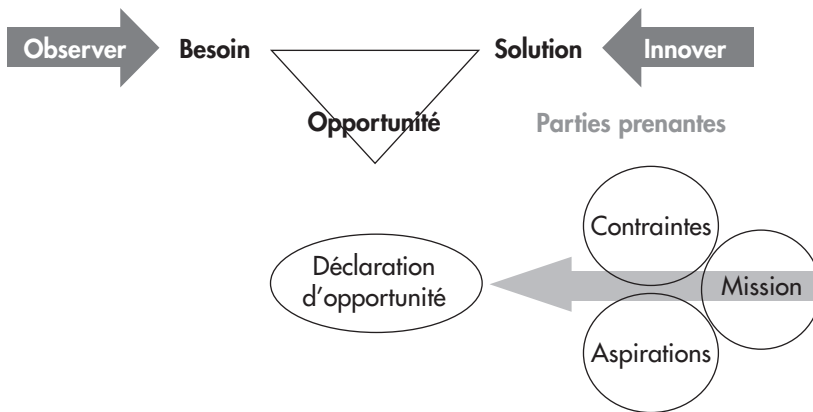 Observer Besoin Solution Innover
Opportunité Parties prenantes
Contraintes
Déclaration
d’opportunité
Mission
Aspirations